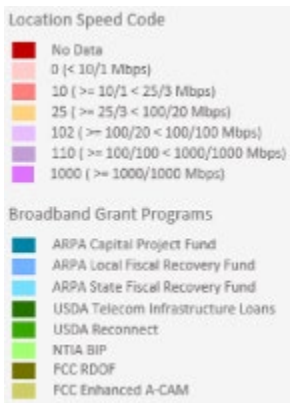 Location Speed Code
No Data
0 (< 10/1 Mbps)
10 ( >= 10/1 < 25/3 Mbps)
25 ( >= 25/3 < 100/20 Mbps)
102 ( >= 100/20 < 100/100 Mbps)
110 ( >= 100/100 < 1000/1000 Mbps)
1000 ( >= 1000/1000 Mbps)
Broadband Grant Programs
ARPA Capital Project Fund
ARPA Local Fiscal Recovery Fund
ARPA State Fiscal Recovery Fund
USDA Telecom Infrastructure Loans
USDA Reconnect
NTIA BIP
FCC RDOF
FCC Enhanced A-CAM